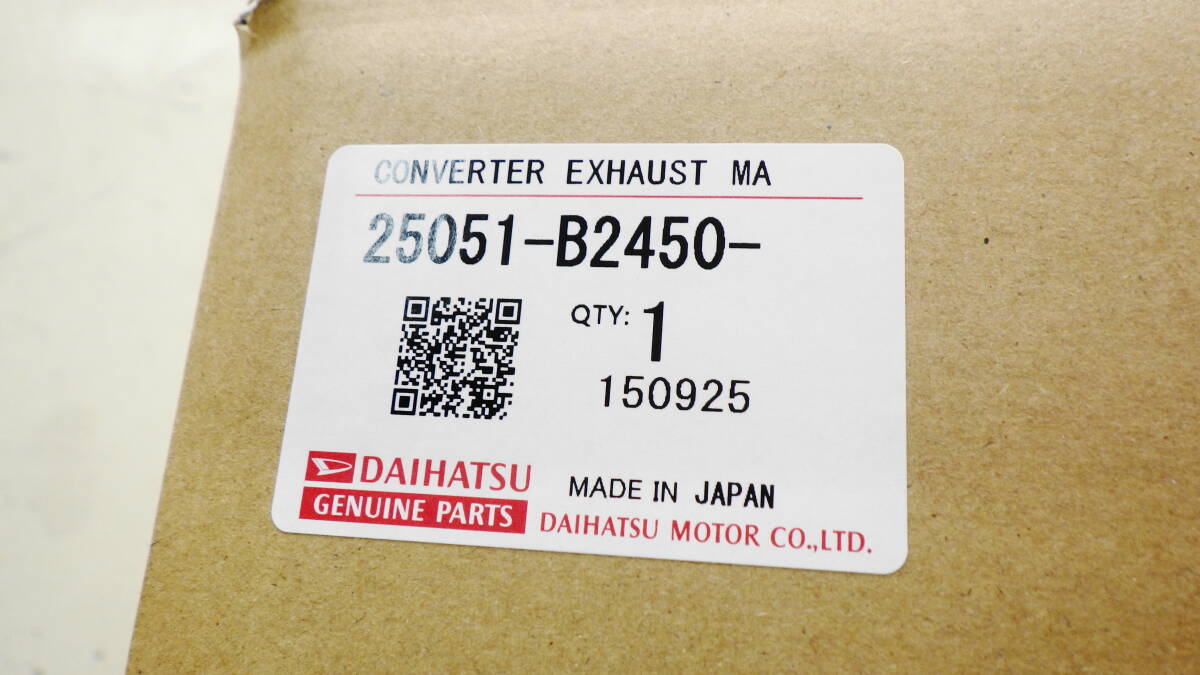 CONVERTER EXHAUST MA
25051-B2450-
QTY: 1
150925
DAIHATSU
GENUINE PARTS
MADE IN JAPAN
DAIHATSU MOTOR CO.,LTD.